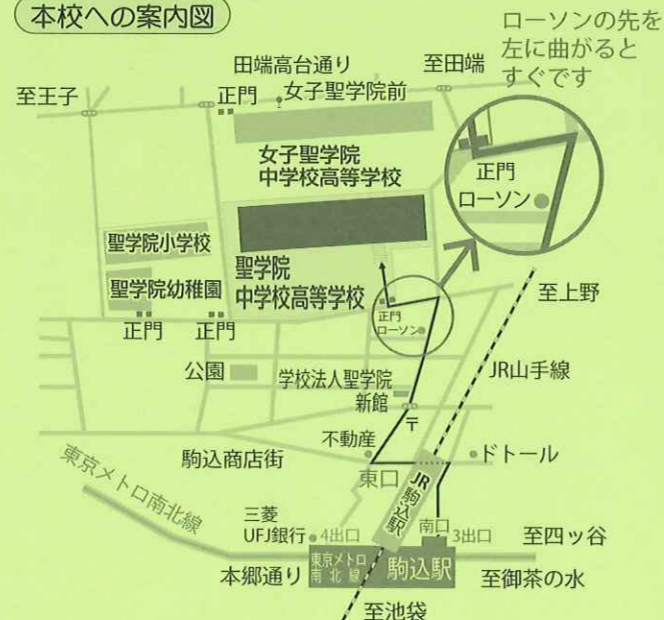 本校への案内図
ローソンの先を
左に曲がると
すぐです
田端高台通り
至田端
至王子
正門
女子聖学院前
女子聖学院
中学校高等学校
正門
ローソン
聖学院小学校
聖学院
中学校高等学校
聖学院幼稚園
正門
正門
正門
ローソン
至上野
JR山手線
公園
学校法人聖学院
新館
〒
不動産
駒込商店街
東口
ドトール
東京メトロ南北線
JR駒込駅
三菱
UFJ銀行
4出口
南口
3出口
至四ッ谷
本郷通り
東京メトロ
南北線
駒込駅
至御茶の水
至池袋